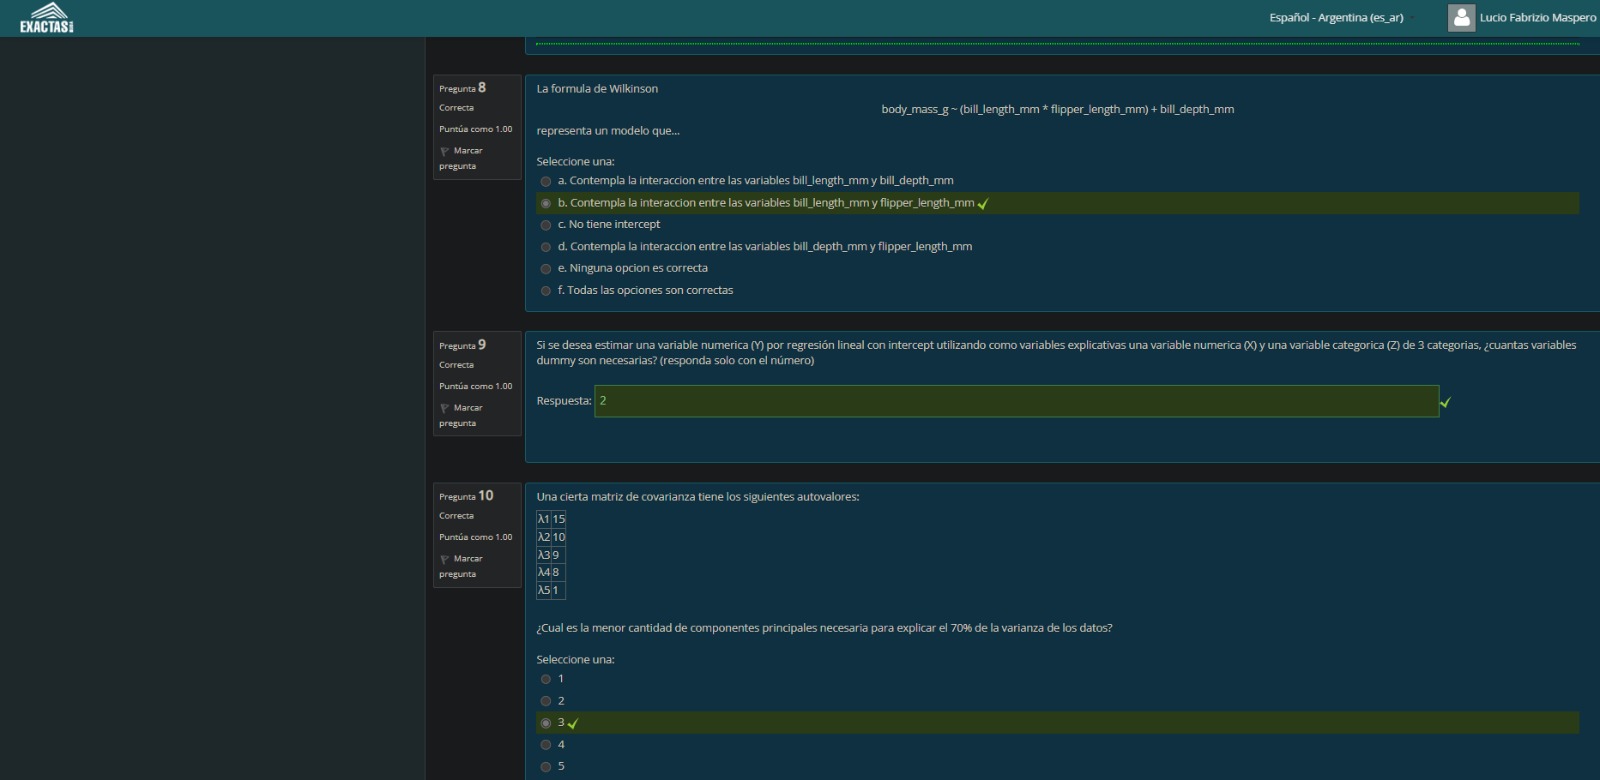 EXACTAS
Español - Argentina (es_ar)
Lucio Fabrizio Maspero
Pregunta 8
Correcta
Puntúa como 1.00
Marcar
pregunta
La formula de Wilkinson
body_mass_g ~ (bill_length_mm * flipper_length_mm) + bill_depth_mm
representa un modelo que...
Seleccione una:
a. Contempla la interaccion entre las variables bill_length_mm y bill_depth_mm
b. Contempla la interaccion entre las variables bill_length_mm y flipper_length_mm
c. No tiene intercept
d. Contempla la interaccion entre las variables bill_depth_mm y flipper_length_mm
e. Ninguna opcion es correcta
f. Todas las opciones son correctas
Pregunta 9
Correcta
Puntúa como 1.00
Marcar
pregunta
Si se desea estimar una variable numerica (Y) por regresión lineal con intercept utilizando como variables explicativas una variable numerica (X) y una variable categorica (Z) de 3 categorias, ¿cuantas variables
dummy son necesarias? (responda solo con el número)
Respuesta: 2
Pregunta 10
Correcta
Puntúa como 1.00
Marcar
pregunta
Una cierta matriz de covarianza tiene los siguientes autovalores:
λ1 15
λ2 10
λ3 9
λ4 8
λ5 1
¿Cual es la menor cantidad de componentes principales necesaria para explicar el 70% de la varianza de los datos?
Seleccione una:
1
2
3
4
5